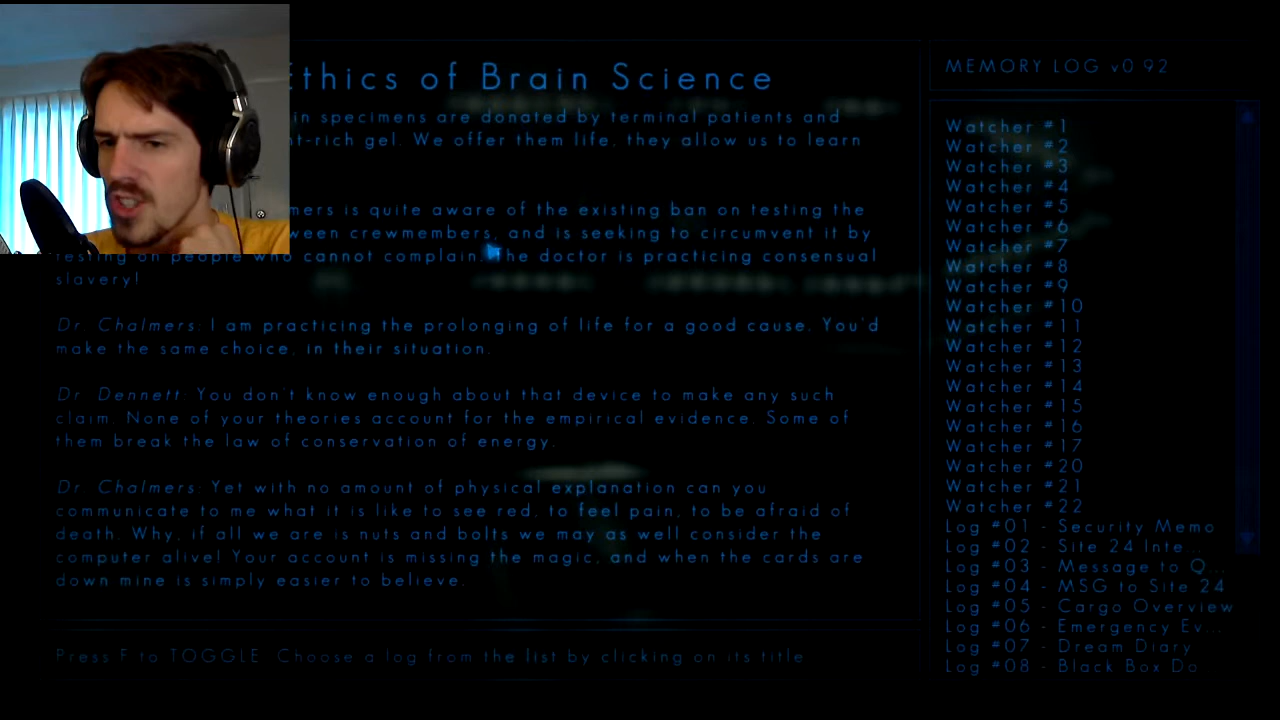 Ethics of Brain Science
in specimens are donated by terminal patients and
t-rich gel. We offer them life, they allow us to learn
mers is quite aware of the existing ban on testing the
ween crewmembers, and is seeking to circumvent it by
testing on people who cannot complain. The doctor is practicing consensual
slavery!
Dr. Chalmers: I am practicing the prolonging of life for a good cause. You'd
make the same choice, in their situation.
Dr. Dennett: You don't know enough about that device to make any such
claim. None of your theories account for the empirical evidence. Some of
them break the law of conservation of energy.
Dr. Chalmers: Yet with no amount of physical explanation can you
communicate to me what it is like to see red, to feel pain, to be afraid of
death. Why, if all we are is nuts and bolts we may as well consider the
computer alive! Your account is missing the magic, and when the cards are
down mine is simply easier to believe.
Press F to TOGGLE. Choose a log from the list by clicking on its title
MEMORY LOG v0.92
Watcher #1
Watcher #2
Watcher #3
Watcher #4
Watcher #5
Watcher #6
Watcher #7
Watcher #8
Watcher #9
Watcher #10
Watcher #11
Watcher #12
Watcher #13
Watcher #14
Watcher #15
Watcher #16
Watcher #17
Watcher #20
Watcher #21
Watcher #22
Log #01 - Security Memo
Log #02 - Site 24 Inte...
Log #03 - Message to Q...
Log #04 - MSG to Site 24
Log #05 - Cargo Overview
Log #06 - Emergency Ev...
Log #07 - Dream Diary
Log #08 - Black Box Da